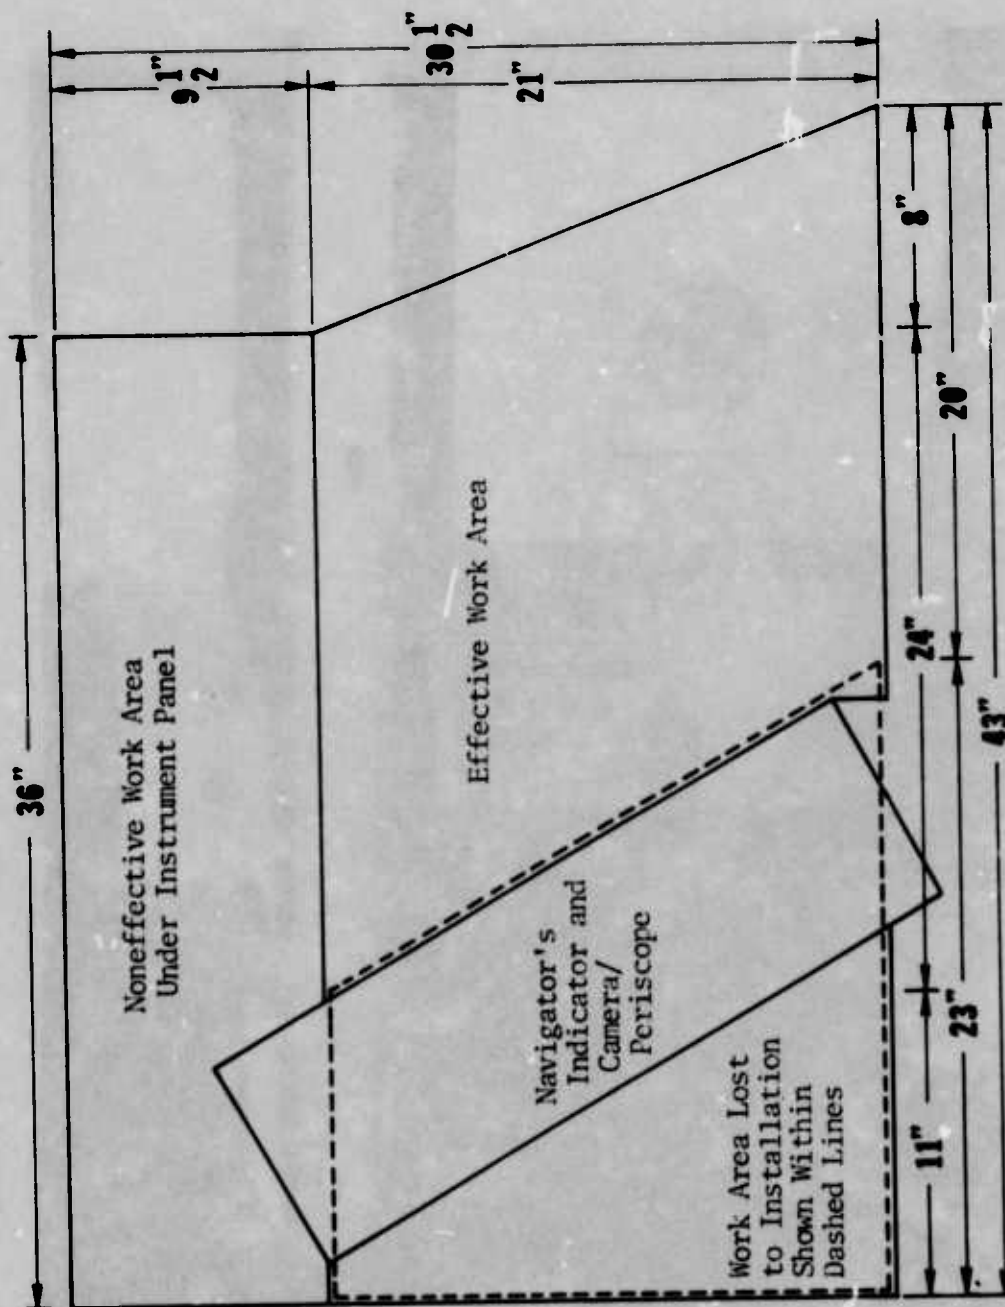 36"
9 1/2"
30 1/2"
21"
Noneffective Work Area
Under Instrument Panel
Effective Work Area
Navigator's
Indicator and
Camera/
Periscope
Work Area Lost
to Installation
Shown Within
Dashed Lines
11"
24"
8"
23"
20"
43"